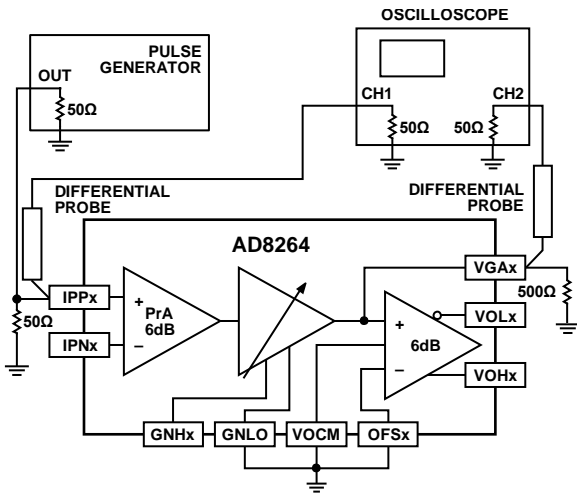 OSCILLOSCOPE
PULSE
GENERATOR
OUT
50Ω
CH1
CH2
50Ω
50Ω
DIFFERENTIAL
PROBE
DIFFERENTIAL
PROBE
AD8264
VGAx
IPPx
500Ω
50Ω
+
PrA
6dB
–
+
6dB
–
VOLx
IPNx
VOHx
GNHx
GNLO
VOCM
OFSx